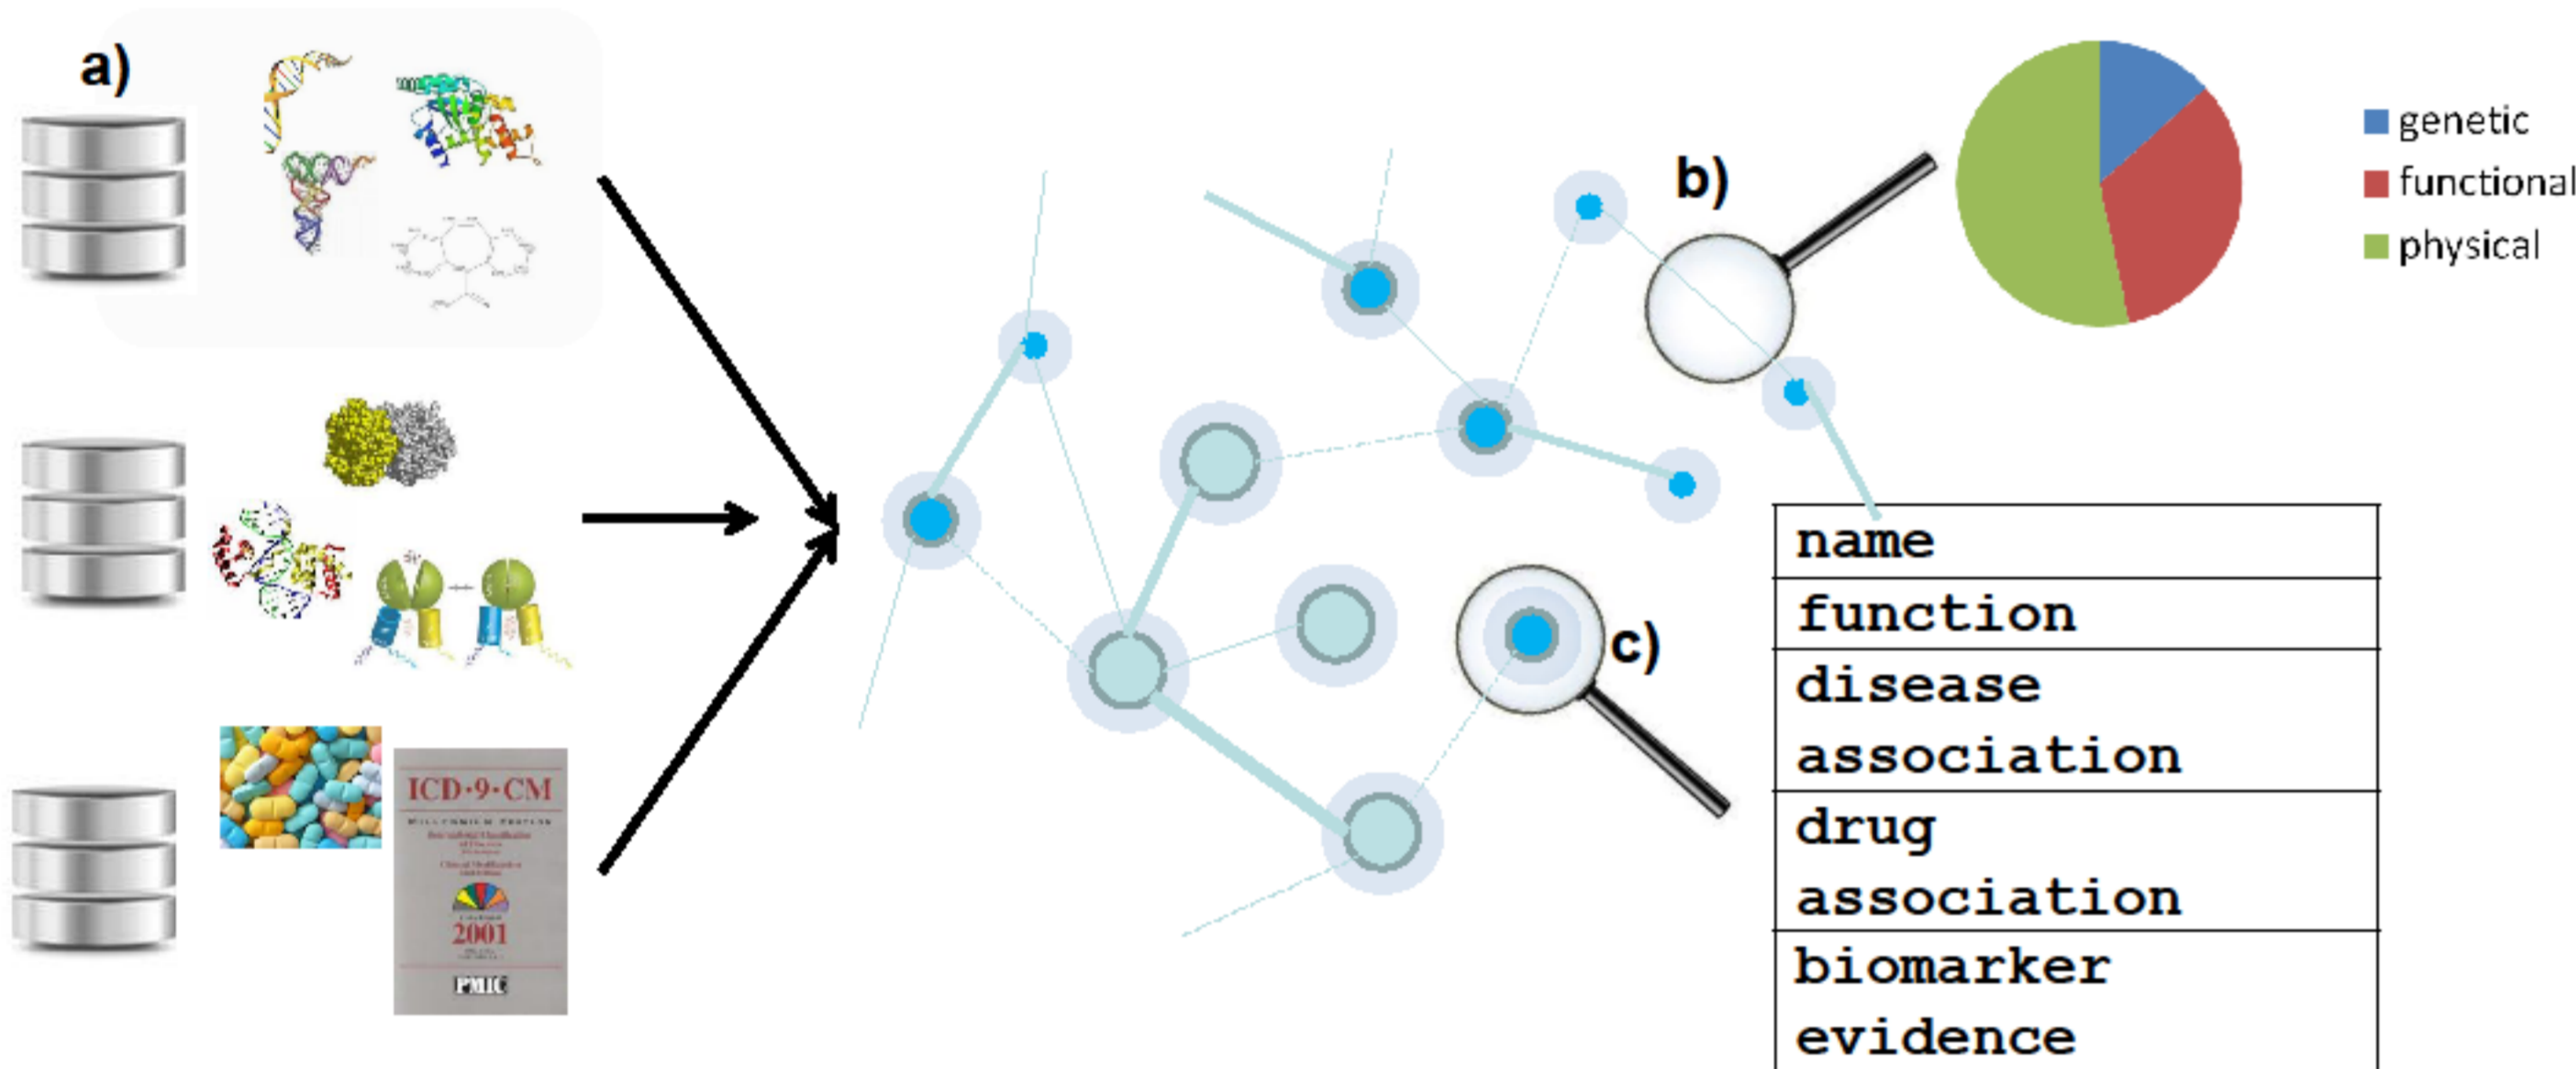 a)
b)
genetic
functional
physical
c)
name
function
disease
association
drug
association
biomarker
evidence
ICD·9·CM
2001
PMIC